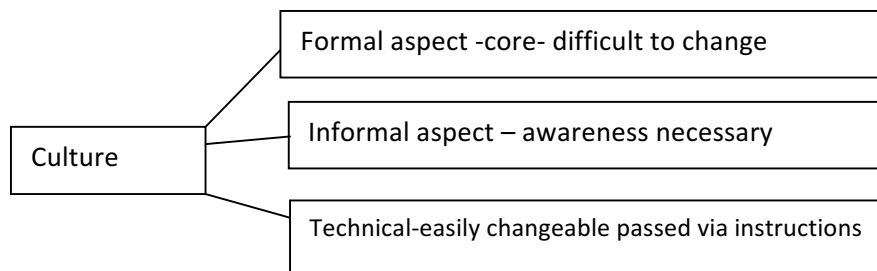 Formal aspect -core- difficult to change
Informal aspect – awareness necessary
Culture
Technical-easily changeable passed via instructions